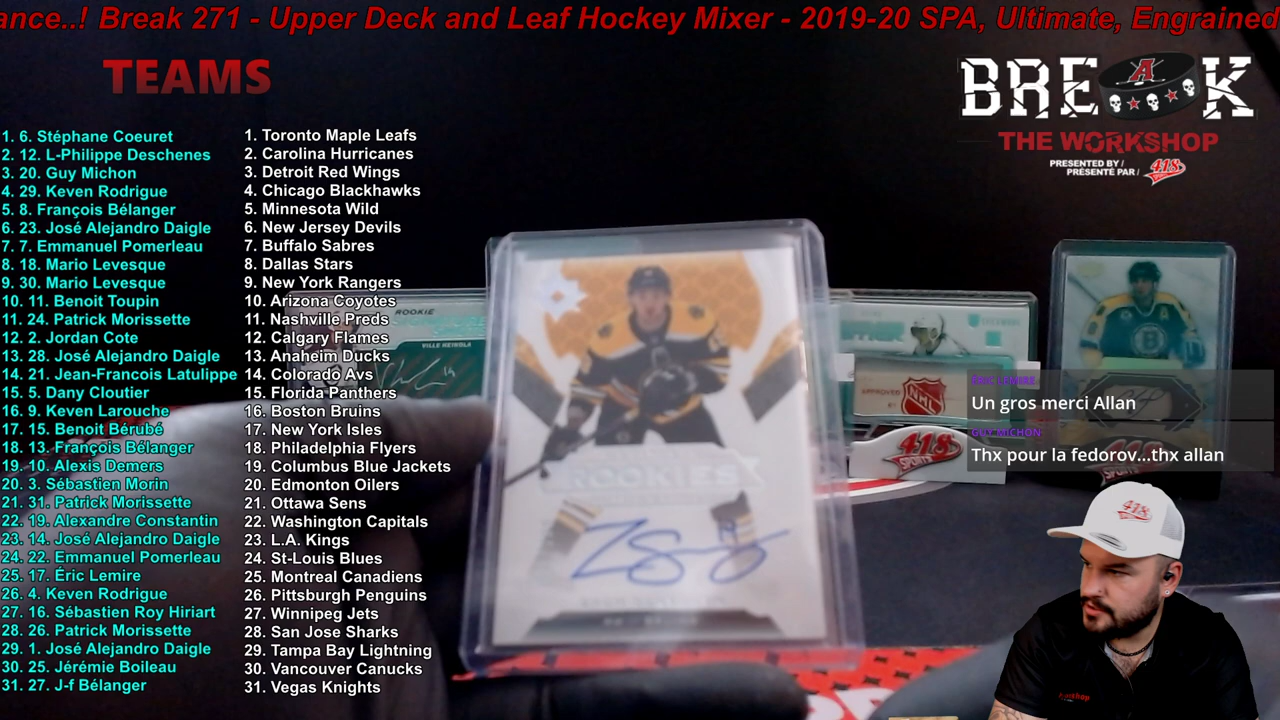 ance..! Break 271 - Upper Deck and Leaf Hockey Mixer - 2019-20 SPA, Ultimate, Engrained
TEAMS
BREAK
THE WORKSHOP
PRESENTED BY /
PRÉSENTÉ PAR /
418
1. 6. Stéphane Coeuret
2. 12. L-Philippe Deschenes
3. 20. Guy Michon
4. 29. Keven Rodrigue
5. 8. François Bélanger
6. 23. José Alejandro Daigle
7. 7. Emmanuel Pomerleau
8. 18. Mario Levesque
9. 30. Mario Levesque
10. 11. Benoit Toupin
11. 24. Patrick Morissette
12. 2. Jordan Cote
13. 28. José Alejandro Daigle
14. 21. Jean-Francois Latulippe
15. 5. Dany Cloutier
16. 9. Keven Larouche
17. 15. Benoit Bérubé
18. 13. François Bélanger
19. 10. Alexis Demers
20. 3. Sébastien Morin
21. 31. Patrick Morissette
22. 19. Alexandre Constantin
23. 14. José Alejandro Daigle
24. 22. Emmanuel Pomerleau
25. 17. Éric Lemire
26. 4. Keven Rodrigue
27. 16. Sébastien Roy Hiriart
28. 26. Patrick Morissette
29. 1. José Alejandro Daigle
30. 25. Jérémie Boileau
31. 27. J-f Bélanger
1. Toronto Maple Leafs
2. Carolina Hurricanes
3. Detroit Red Wings
4. Chicago Blackhawks
5. Minnesota Wild
6. New Jersey Devils
7. Buffalo Sabres
8. Dallas Stars
9. New York Rangers
10. Arizona Coyotes
11. Nashville Preds
12. Calgary Flames
13. Anaheim Ducks
14. Colorado Avs
15. Florida Panthers
16. Boston Bruins
17. New York Isles
18. Philadelphia Flyers
19. Columbus Blue Jackets
20. Edmonton Oilers
21. Ottawa Sens
22. Washington Capitals
23. L.A. Kings
24. St-Louis Blues
25. Montreal Canadiens
26. Pittsburgh Penguins
27. Winnipeg Jets
28. San Jose Sharks
29. Tampa Bay Lightning
30. Vancouver Canucks
31. Vegas Knights
ROOKIE
VILLE HEINOLA
ROOKIES
APPROVED
BY
NHL
418
SPORTS
ÉRIC LEMIRE
Un gros merci Allan
GUY MICHON
Thx pour la fedorov...thx allan
418